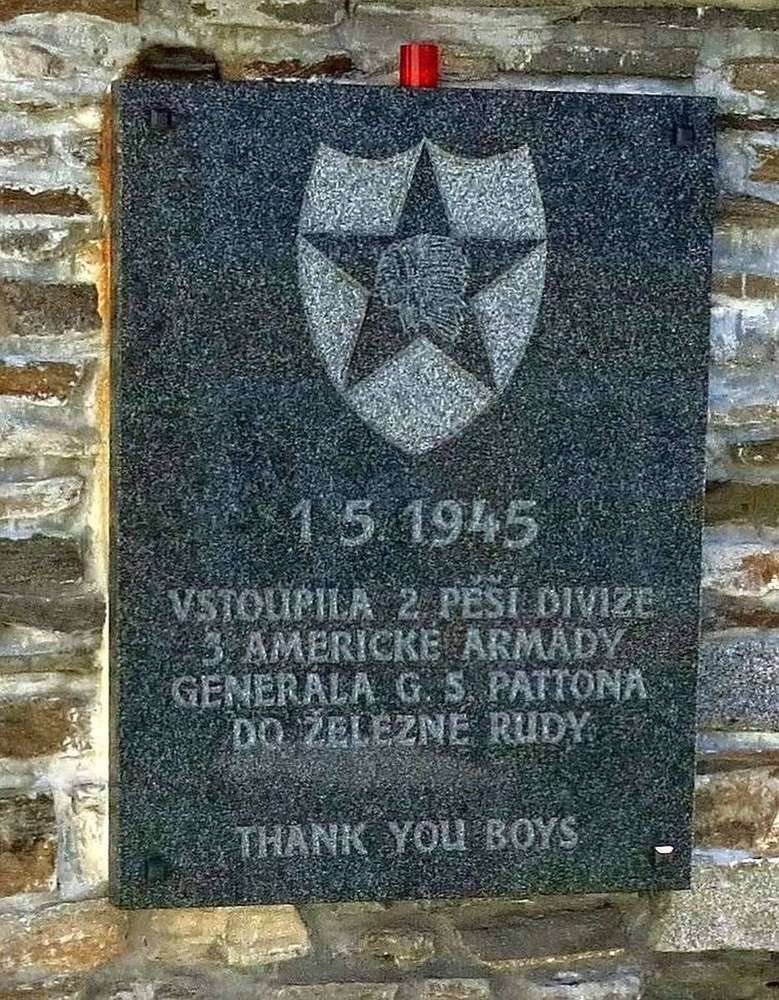 1.5.1945
VSTOUPILA 2. PĚŠÍ DIVIZE
3. AMERICKÉ ARMÁDY
GENERÁLA G. S. PATTONA
DO ŽELEZNÉ RUDY.
THANK YOU BOYS